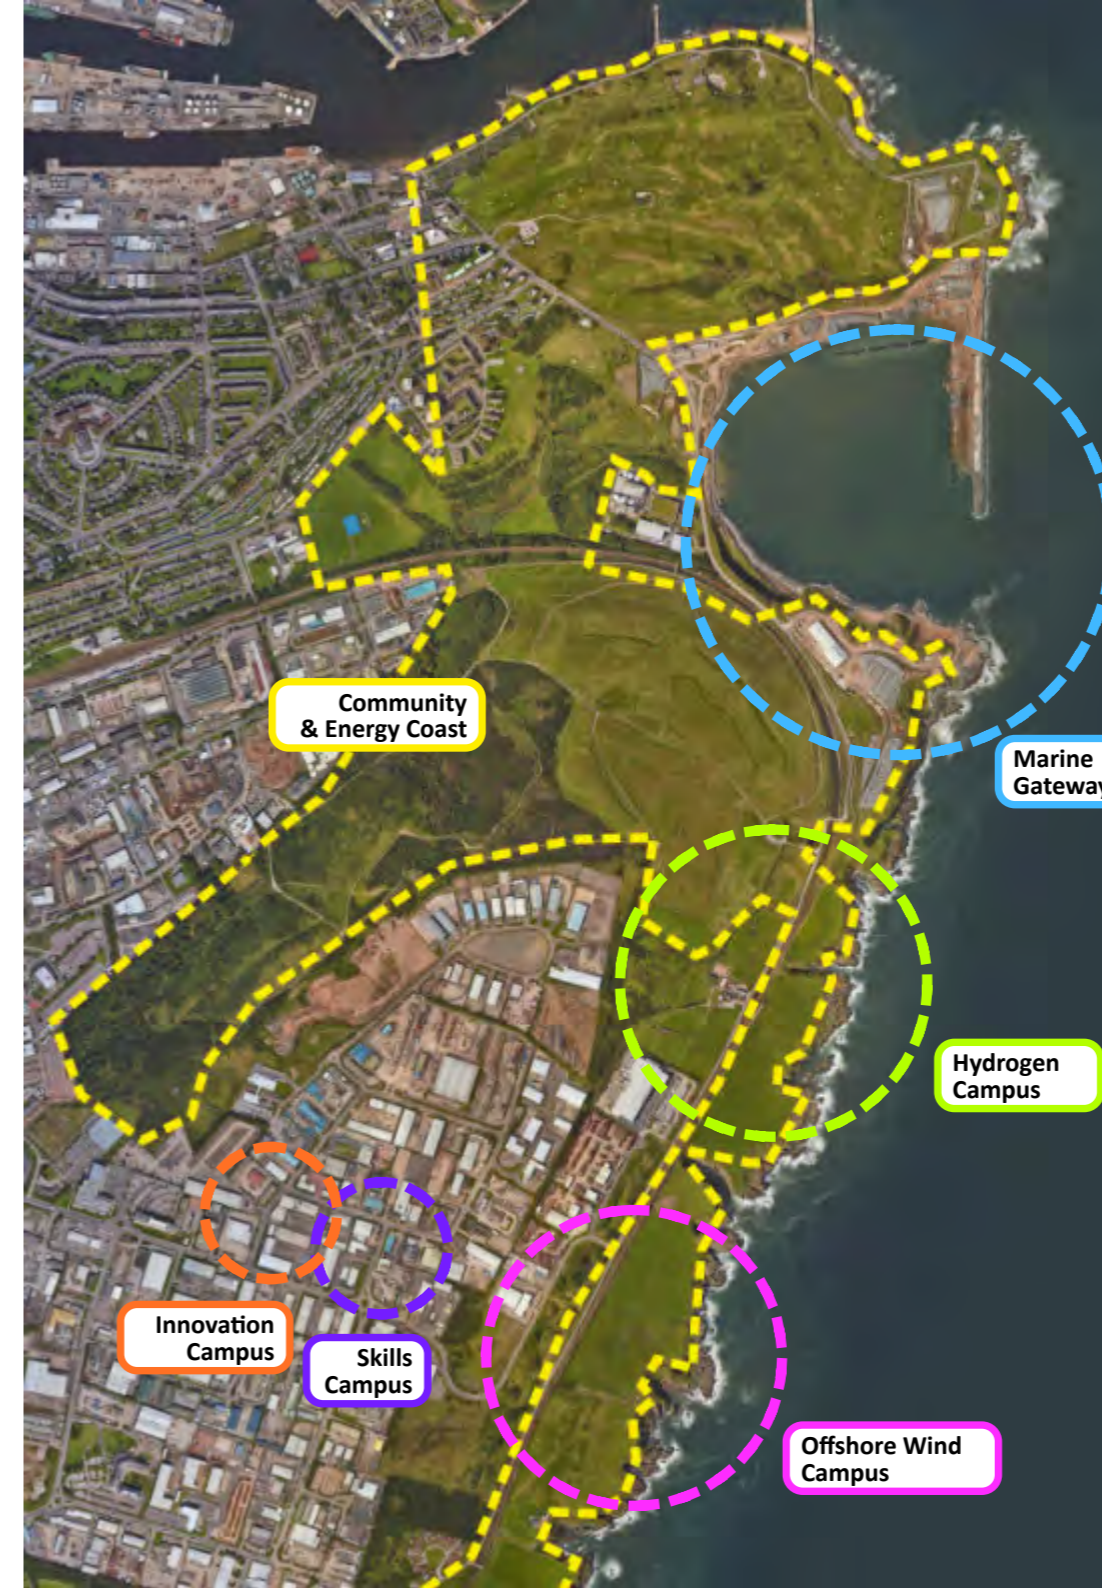 Community
& Energy Coast
Marine
Gateway
Hydrogen
Campus
Innovation
Campus
Skills
Campus
Offshore Wind
Campus